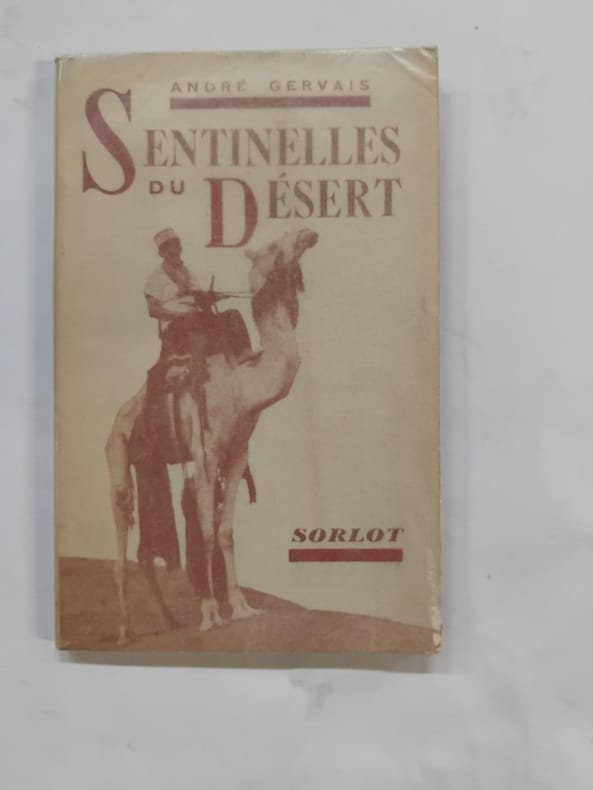 ANDRÉ GERVAIS
SENTINELLES
DU DÉSERT
SORLOT